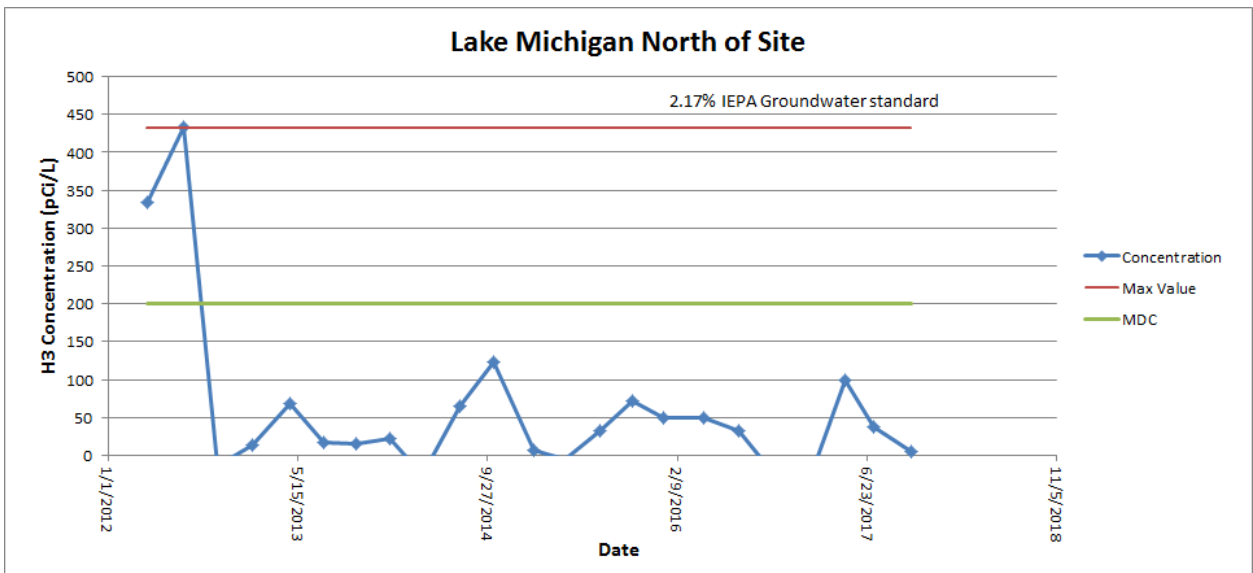 Lake Michigan North of Site
2.17% IEPA Groundwater standard
H3 Concentration (pCi/L)
500
450
400
350
300
250
200
150
100
50
0
1/1/2012
5/15/2013
9/27/2014
2/9/2016
6/23/2017
11/5/2018
Date
Concentration
Max Value
MDC